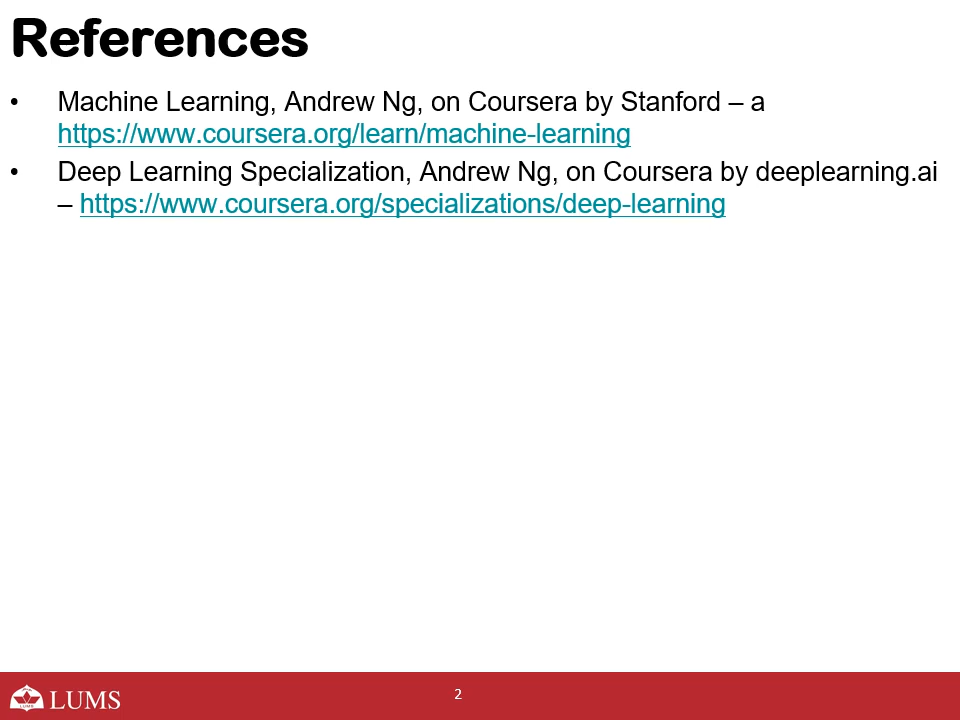 References
• Machine Learning, Andrew Ng, on Coursera by Stanford – a
https://www.coursera.org/learn/machine-learning
• Deep Learning Specialization, Andrew Ng, on Coursera by deeplearning.ai
– https://www.coursera.org/specializations/deep-learning
LUMS
LUMS
2